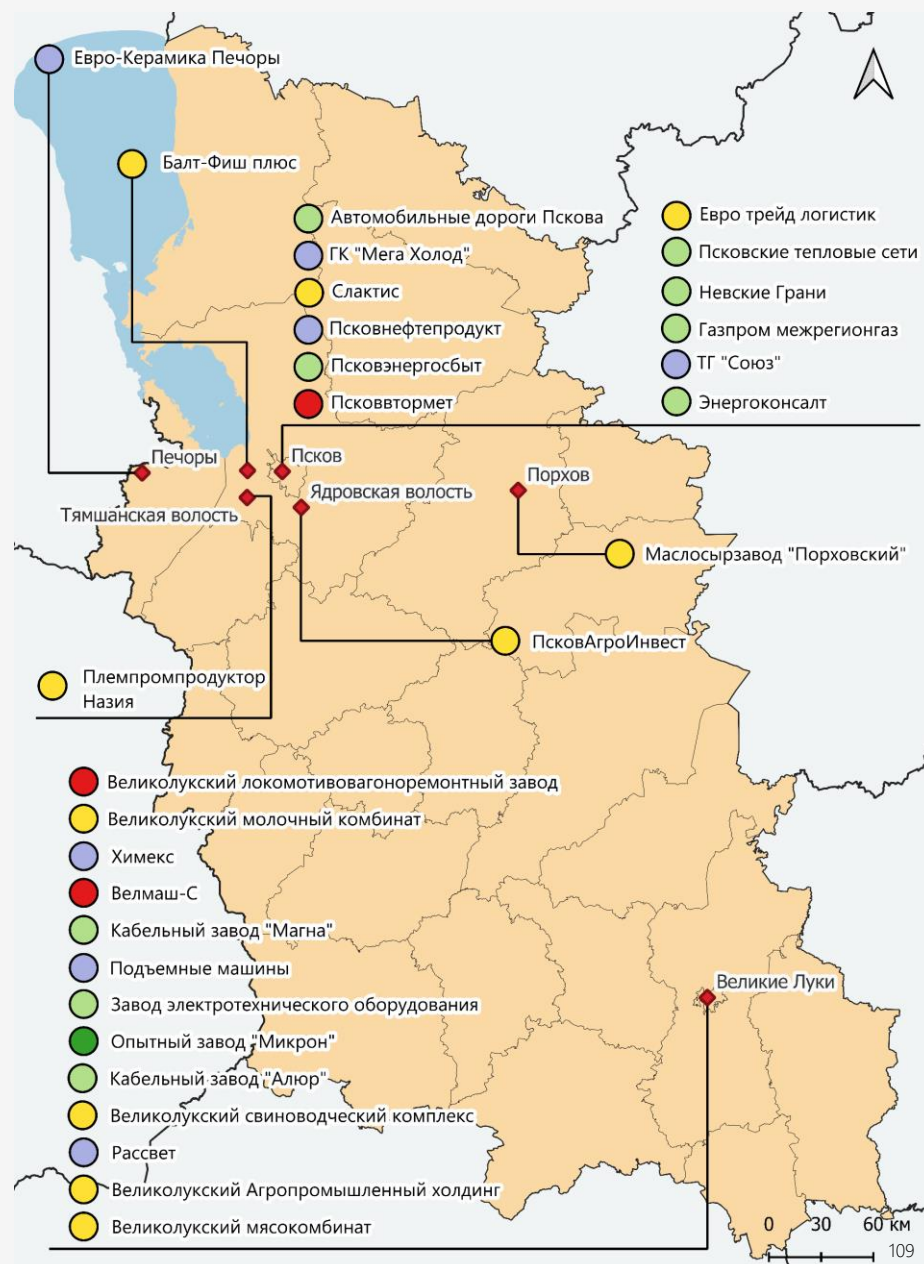 Евро-Керамика Печоры
Балт-Фиш плюс
Автомобильные дороги Пскова
ГК "Мега Холод"
Слактис
Псковнефтепродукт
Псковэнергосбыт
Псковвтормет
Евро трейд логистик
Псковские тепловые сети
Невские Грани
Газпром межрегионгаз
ТГ "Союз"
Энергоконсалт
Печоры
Псков
Тямшанская волость
Ядровская волость
Порхов
Маслосырзавод "Порховский"
ПсковАгроИнвест
Племпромпродуктор
Назия
Великолукский локомотивовагоноремонтный завод
Великолукский молочный комбинат
Химекс
Велмаш-С
Кабельный завод "Магна"
Подъемные машины
Завод электротехнического оборудования
Опытный завод "Микрон"
Кабельный завод "Алюр"
Великолукский свиноводческий комплекс
Рассвет
Великолукский Агропромышленный холдинг
Великолукский мясокомбинат
Великие Луки
0 30 60 км
109